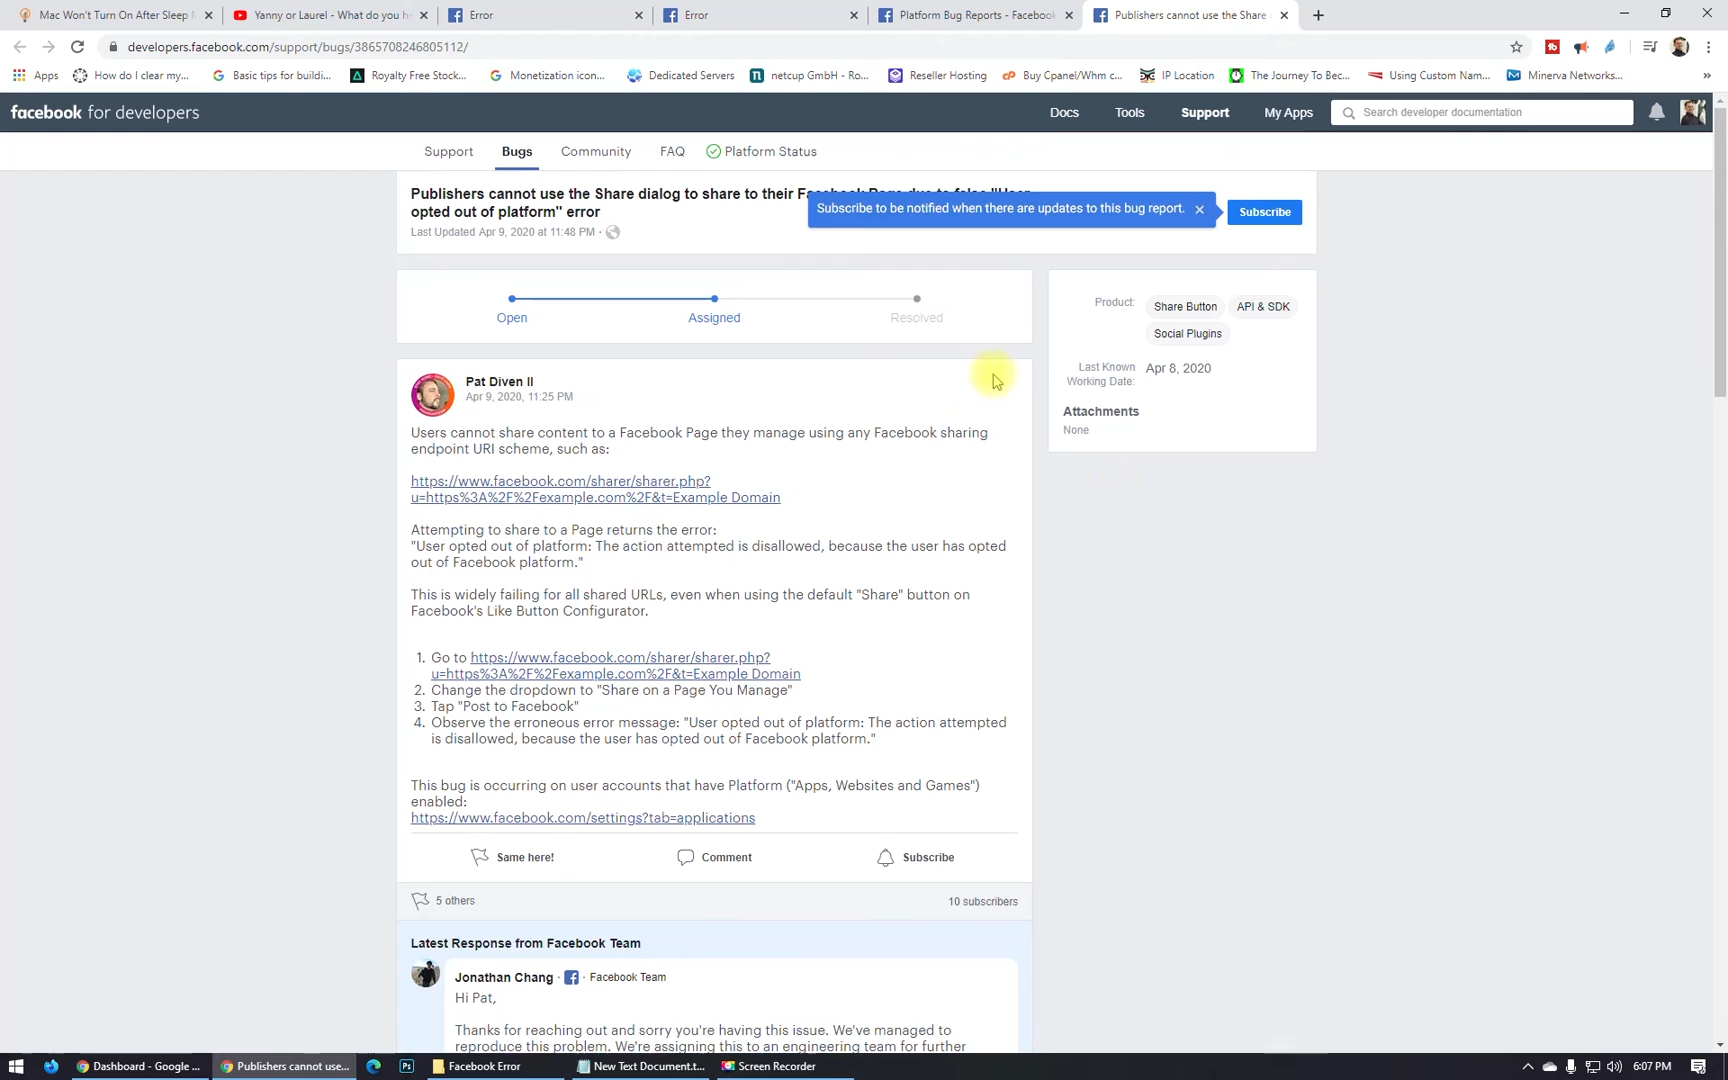 Mac Won't Turn On After Sleep
Yanny or Laurel - What do you h
Error
Error
Platform Bug Reports - Facebook
Publishers cannot use the Share
developers.facebook.com/support/bugs/3865708246805112/
Apps
How do I clear my...
Basic tips for buildi...
Royalty Free Stock...
Monetization icon...
Dedicated Servers
netcup GmbH - Ro...
Reseller Hosting
Buy Cpanel/Whm c...
IP Location
The Journey To Bec...
Using Custom Nam...
Minerva Networks...
facebook for developers
Docs
Tools
Support
My Apps
Search developer documentation
Support
Bugs
Community
FAQ
Platform Status
Publishers cannot use the Share dialog to share to their Facebook Page due to false "User
opted out of platform" error
Subscribe to be notified when there are updates to this bug report.
Subscribe
Last Updated Apr 9, 2020 at 11:48 PM ·
Open
Assigned
Resolved
Product:
Share Button
API & SDK
Social Plugins
Last Known
Working Date:
Apr 8, 2020
Attachments
None
Pat Diven II
Apr 9, 2020, 11:25 PM
Users cannot share content to a Facebook Page they manage using any Facebook sharing
endpoint URI scheme, such as:
https://www.facebook.com/sharer/sharer.php?
u=https%3A%2F%2Fexample.com%2F&t=Example Domain
Attempting to share to a Page returns the error:
"User opted out of platform: The action attempted is disallowed, because the user has opted
out of Facebook platform."
This is widely failing for all shared URLs, even when using the default "Share" button on
Facebook's Like Button Configurator.
1. Go to https://www.facebook.com/sharer/sharer.php?
u=https%3A%2F%2Fexample.com%2F&t=Example Domain
2. Change the dropdown to "Share on a Page You Manage"
3. Tap "Post to Facebook"
4. Observe the erroneous error message: "User opted out of platform: The action attempted
is disallowed, because the user has opted out of Facebook platform."
This bug is occurring on user accounts that have Platform ("Apps, Websites and Games")
enabled:
https://www.facebook.com/settings?tab=applications
Same here!
Comment
Subscribe
5 others
10 subscribers
Latest Response from Facebook Team
Jonathan Chang · Facebook Team
Hi Pat,
Thanks for reaching out and sorry you're having this issue. We've managed to
reproduce this problem. We're assigning this to an engineering team for further
Dashboard - Google ...
Publishers cannot use...
Ps
Facebook Error
New Text Document.t...
Screen Recorder
6:07 PM